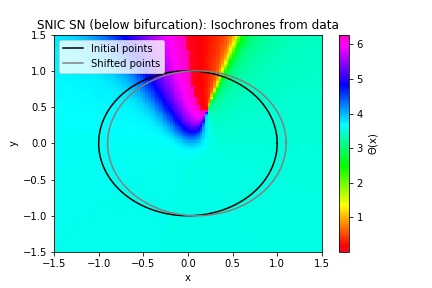 SNIC SN (below bifurcation): Isochrones from data
Initial points
Shifted points
1.5
1.0
0.5
0.0
−0.5
−1.0
−1.5
y
−1.5 −1.0 −0.5 0.0 0.5 1.0 1.5
x
6
5
4
3
2
1
Θ(x)